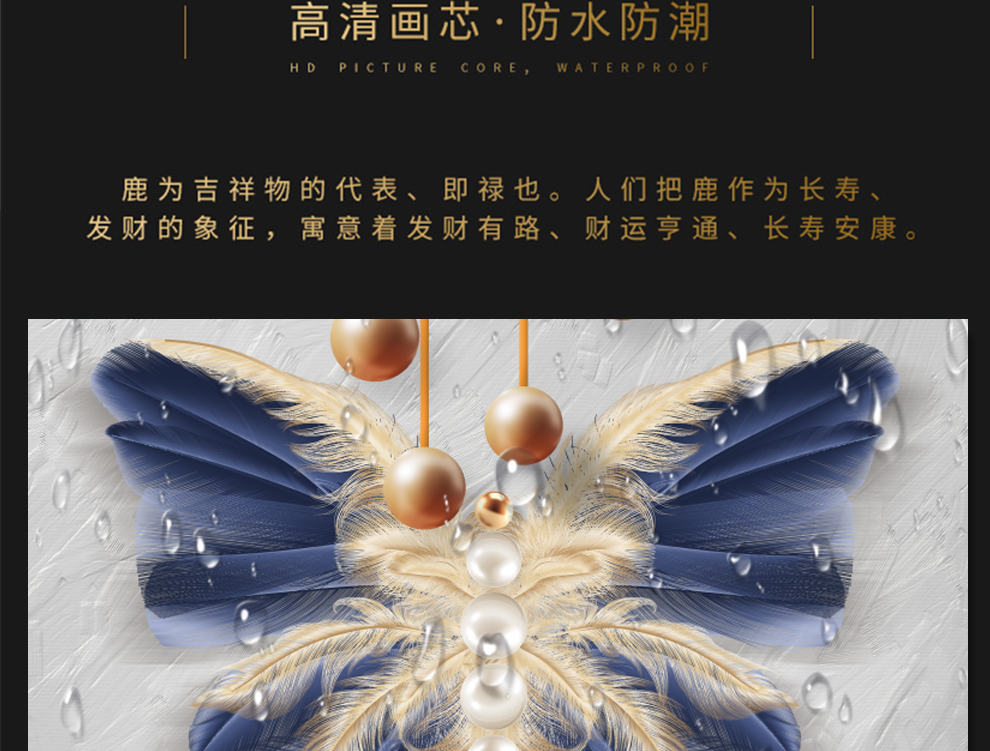 高清画芯·防水防潮
HD PICTURE CORE, WATERPROOF
鹿为吉祥物的代表、即禄也。人们把鹿作为长寿、
发财的象征，寓意着发财有路、财运亨通、长寿安康。